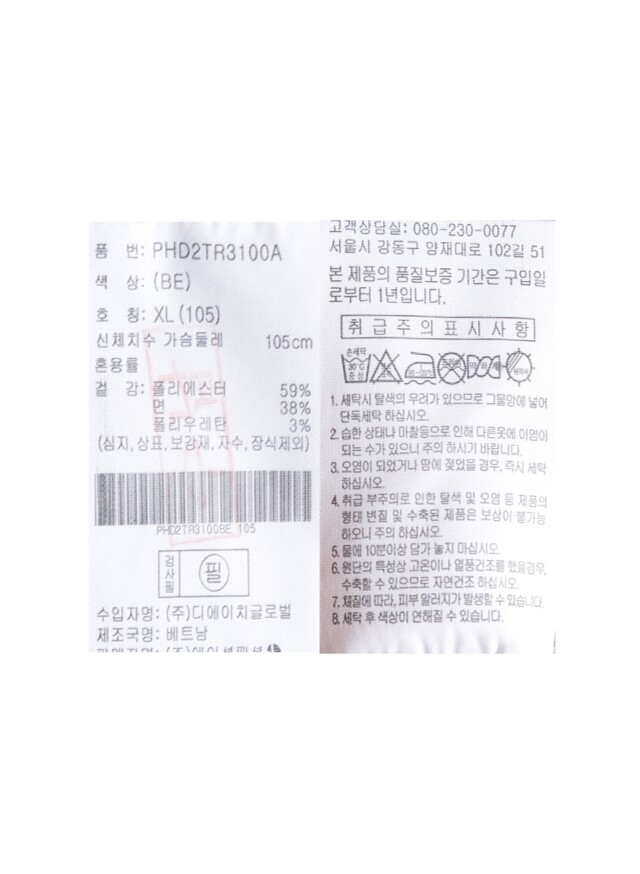 품 번: PHD2TR3100A
색 상: (BE)
호 칭: XL (105)
신체치수 가슴둘레 105cm
혼용률
겉 감: 폴리에스터 59%
면 38%
폴리우레탄 3%
(심지, 상표, 보강재, 자수, 장식제외)
PHD2TR3100BE 105
검사필 필
수입자명: (주)디에이치글로벌
제조국명: 베트남
고객상담실: 080-230-0077
서울시 강동구 양재대로 102길 51
본 제품의 품질보증 기간은 구입일
로부터 1년입니다.
취급주의표시사항
손세탁
30℃
중성
1. 세탁시 탈색의 우려가 있으므로 그물망에 넣어
단독세탁 하십시오.
2. 습한 상태나 마찰등으로 인해 다른옷에 이염이
되는 수가 있으니 주의 하시기 바랍니다.
3. 오염이 되었거나 땀에 젖었을 경우, 즉시 세탁
하십시오.
4. 취급 부주의로 인한 탈색 및 오염 등 제품의
형태 변질 및 수축된 제품은 보상이 불가능
하오니 주의 하십시오.
5. 물에 10분이상 담가 놓지 마십시오.
6. 원단의 특성상 고온이나 열풍건조를 했을경우,
수축할 수 있으므로 자연건조 하십시오.
7. 체질에 따라, 피부 알러지가 발생할 수 있습니다.
8. 세탁 후 색상이 연해질 수 있습니다.